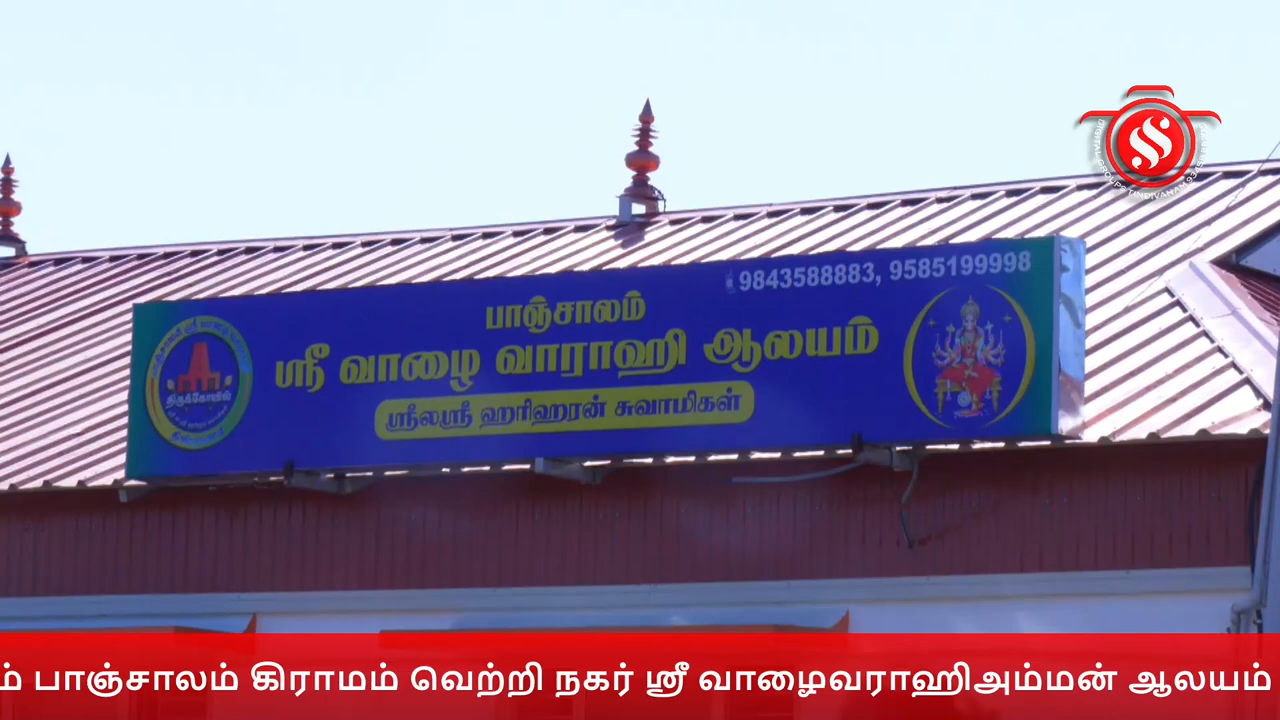 9843588883, 9585199998
பாஞ்சாலம்
ஸ்ரீ வாழை வாராஹி ஆலயம்
ஸ்ரீலஸ்ரீ ஹரிஹரன் சுவாமிகள்
திருக்கோயில்
ம் பாஞ்சாலம் கிராமம் வெற்றி நகர் ஸ்ரீ வாழைவராஹிஅம்மன் ஆலயம்